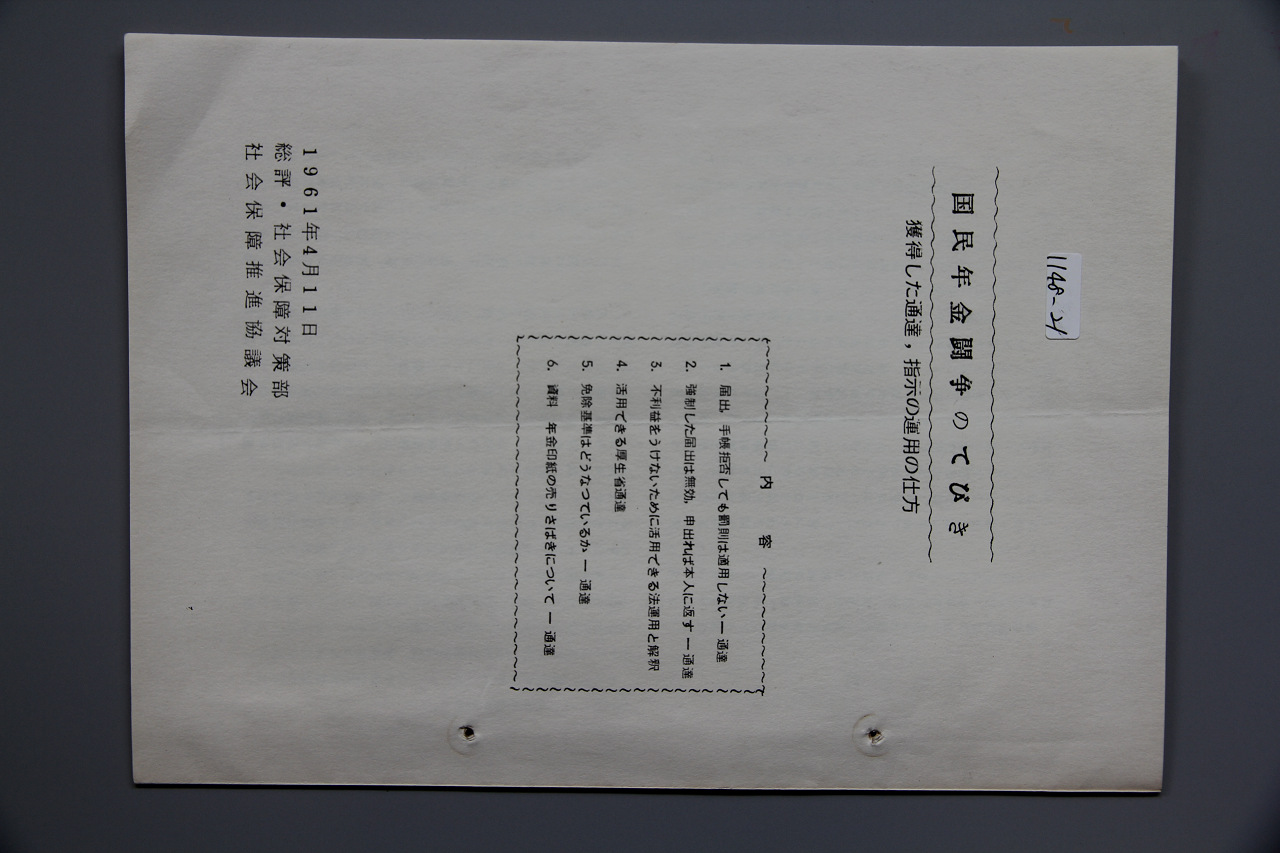 1148-21
国民年金闘争のてびき
獲得した通達，指示の運用の仕方
内容
1. 届出，手帳拒否しても罰則は適用しない ー 通達
2. 強制した届出は無効，申出れば本人に返す ー 通達
3. 不利益をうけないために活用できる法運用と解釈
4. 活用できる厚生省通達
5. 免除基準はどうなつているか ー 通達
6. 資料 年金印紙の売りさばきについて ー 通達
1961年4月11日
総評・社会保障対策部
社会保障推進協議会